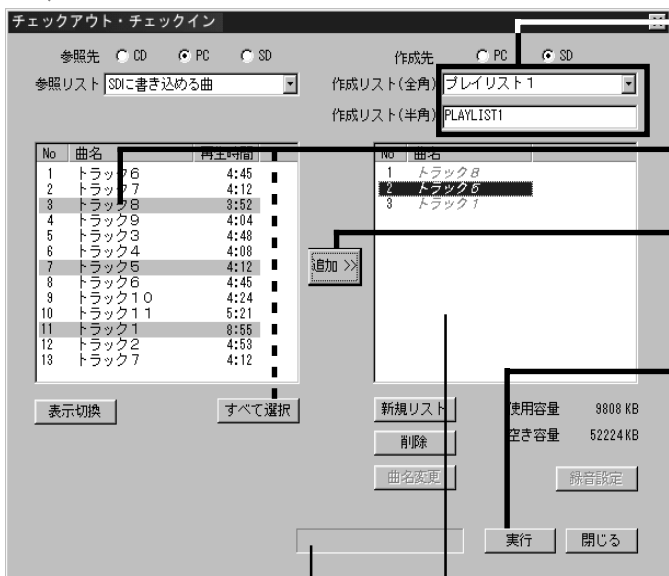 チェックアウト・チェックイン
参照先 CD PC SD
作成先 PC SD
参照リスト SDに書き込める曲
作成リスト(全角) プレイリスト1
作成リスト(半角) PLAYLIST1
No 曲名 再生時間
1 トラック6 4:45
2 トラック7 4:12
3 トラック8 3:52
4 トラック9 4:04
5 トラック3 4:48
6 トラック4 4:08
7 トラック5 4:12
8 トラック6 4:45
9 トラック10 4:24
10 トラック11 5:21
11 トラック1 8:55
12 トラック2 4:53
13 トラック7 4:12
表示切換
すべて選択
追加 >>
No 曲名
1 トラック8
2 トラック5
3 トラック1
新規リスト
削除
曲名変更
使用容量 9808 KB
空き容量 52224 KB
録音設定
実行
閉じる